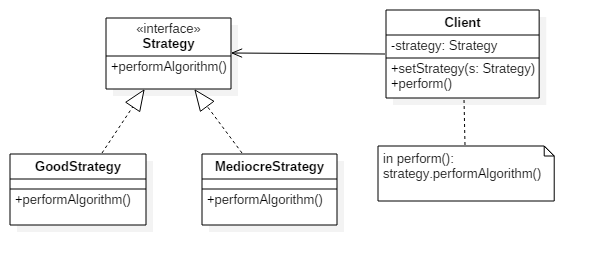 «interface»
Strategy
+performAlgorithm()
Client
-strategy: Strategy
+setStrategy(s: Strategy)
+perform()
GoodStrategy
+performAlgorithm()
MediocreStrategy
+performAlgorithm()
in perform():
strategy.performAlgorithm()